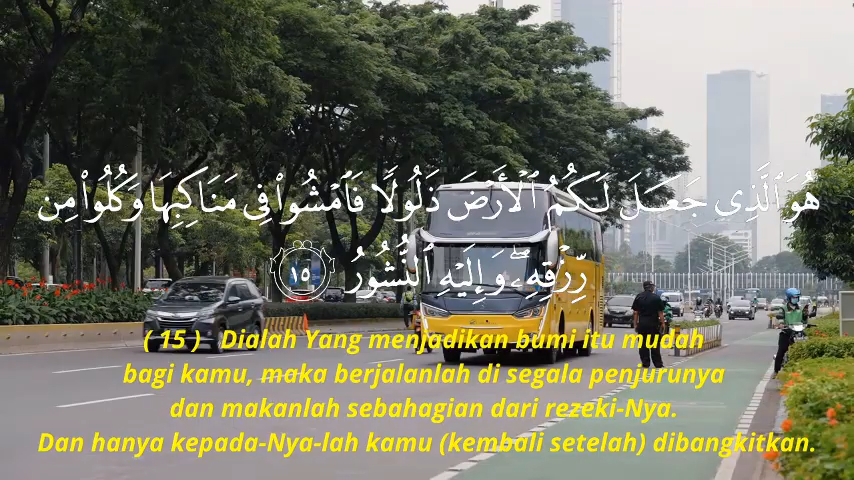 هُوَ ٱلَّذِى جَعَلَ لَكُمُ ٱلْأَرْضَ ذَلُولًا فَٱمْشُوا۟ فِى مَنَاكِبِهَا وَكُلُوا۟ مِن
رِّزْقِهِۦ ۖ وَإِلَيْهِ ٱلنُّشُورُ ١٥
( 15 ) Dialah Yang menjadikan bumi itu mudah
bagi kamu, maka berjalanlah di segala penjurunya
dan makanlah sebahagian dari rezeki-Nya.
Dan hanya kepada-Nya-lah kamu (kembali setelah) dibangkitkan.